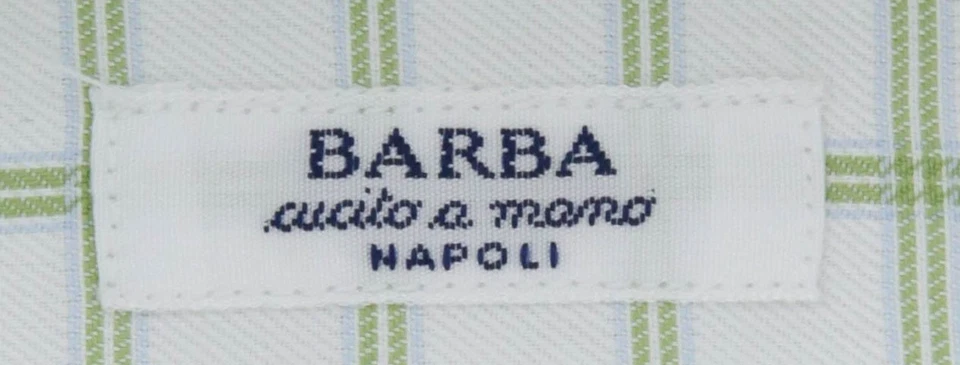 BARBA
cucito a mano
NAPOLI